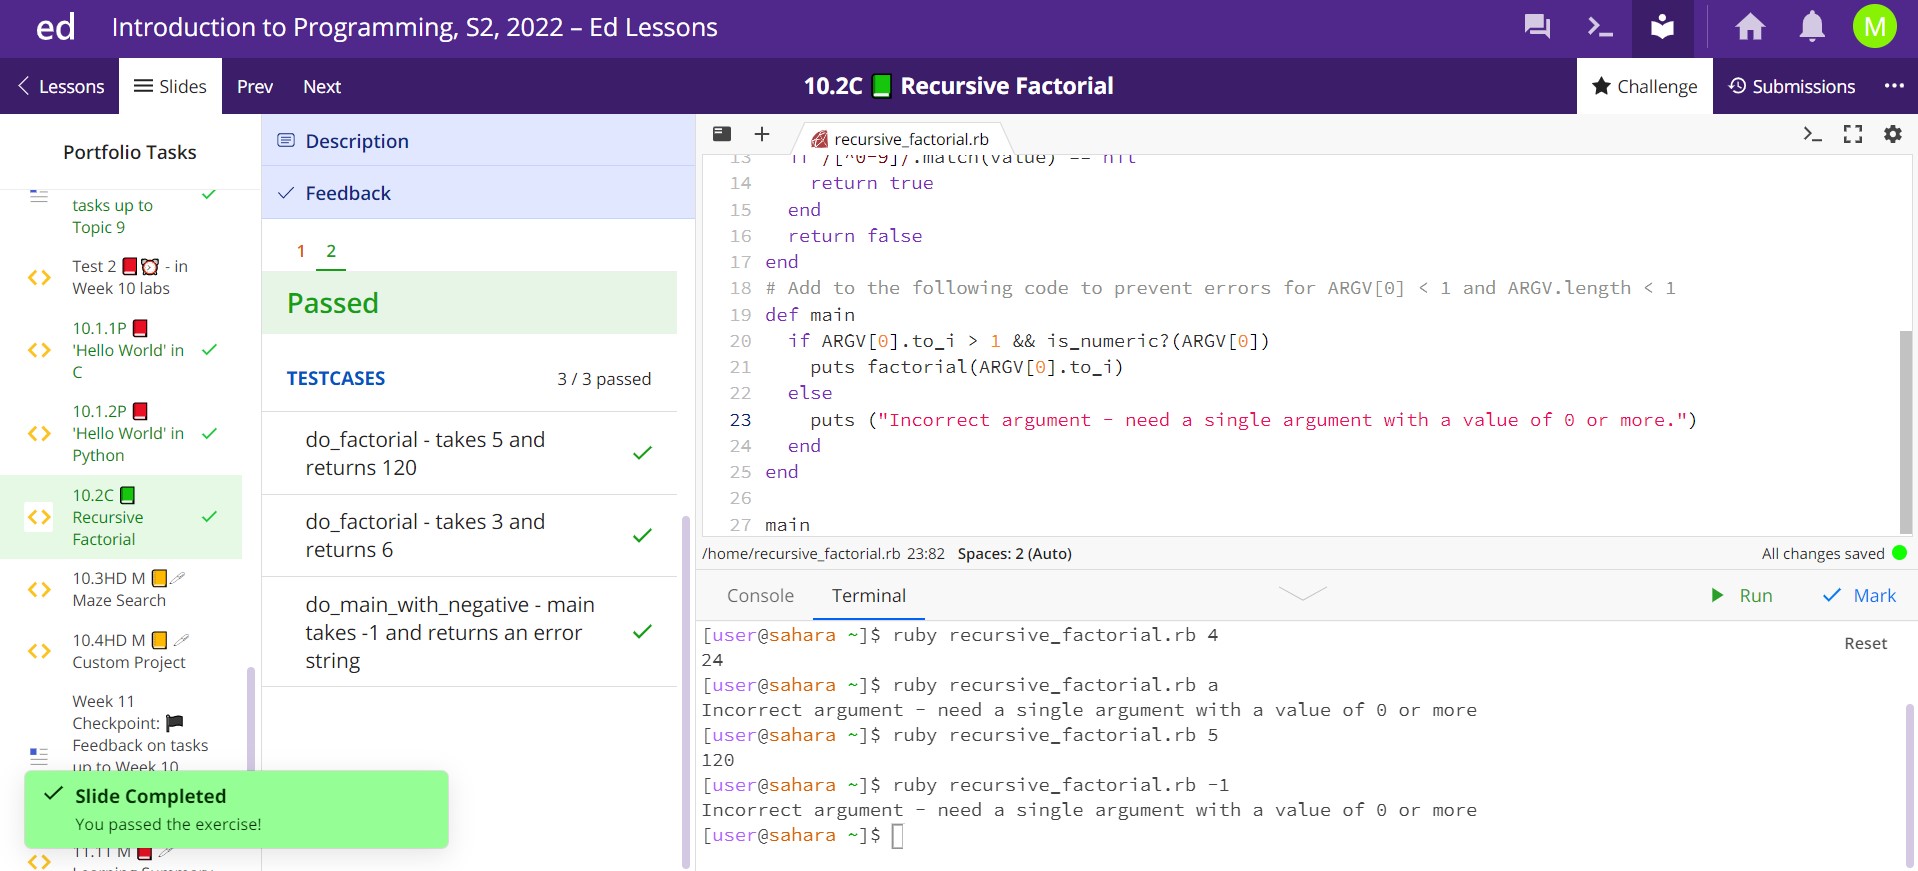 ed Introduction to Programming, S2, 2022 – Ed Lessons
M
Lessons Slides Prev Next
10.2C Recursive Factorial
Challenge Submissions
Portfolio Tasks
tasks up to
Topic 9
Test 2 - in
Week 10 labs
10.1.1P
'Hello World' in
C
10.1.2P
'Hello World' in
Python
10.2C
Recursive
Factorial
10.3HD M
Maze Search
10.4HD M
Custom Project
Week 11
Checkpoint:
Feedback on tasks
up to Week 10
Slide Completed
You passed the exercise!
11.1T M
Learning Summary
Description
Feedback
1 2
Passed
TESTCASES 3 / 3 passed
do_factorial - takes 5 and
returns 120
do_factorial - takes 3 and
returns 6
do_main_with_negative - main
takes -1 and returns an error
string
recursive_factorial.rb
13 if /[^0-9]/.match(value) == nil
14 return true
15 end
16 return false
17 end
18 # Add to the following code to prevent errors for ARGV[0] < 1 and ARGV.length < 1
19 def main
20 if ARGV[0].to_i > 1 && is_numeric?(ARGV[0])
21 puts factorial(ARGV[0].to_i)
22 else
23 puts ("Incorrect argument - need a single argument with a value of 0 or more.")
24 end
25 end
26
27 main
/home/recursive_factorial.rb 23:82 Spaces: 2 (Auto)
All changes saved
Console Terminal
Run Mark
Reset
[user@sahara ~]$ ruby recursive_factorial.rb 4
24
[user@sahara ~]$ ruby recursive_factorial.rb a
Incorrect argument - need a single argument with a value of 0 or more
[user@sahara ~]$ ruby recursive_factorial.rb 5
120
[user@sahara ~]$ ruby recursive_factorial.rb -1
Incorrect argument - need a single argument with a value of 0 or more
[user@sahara ~]$